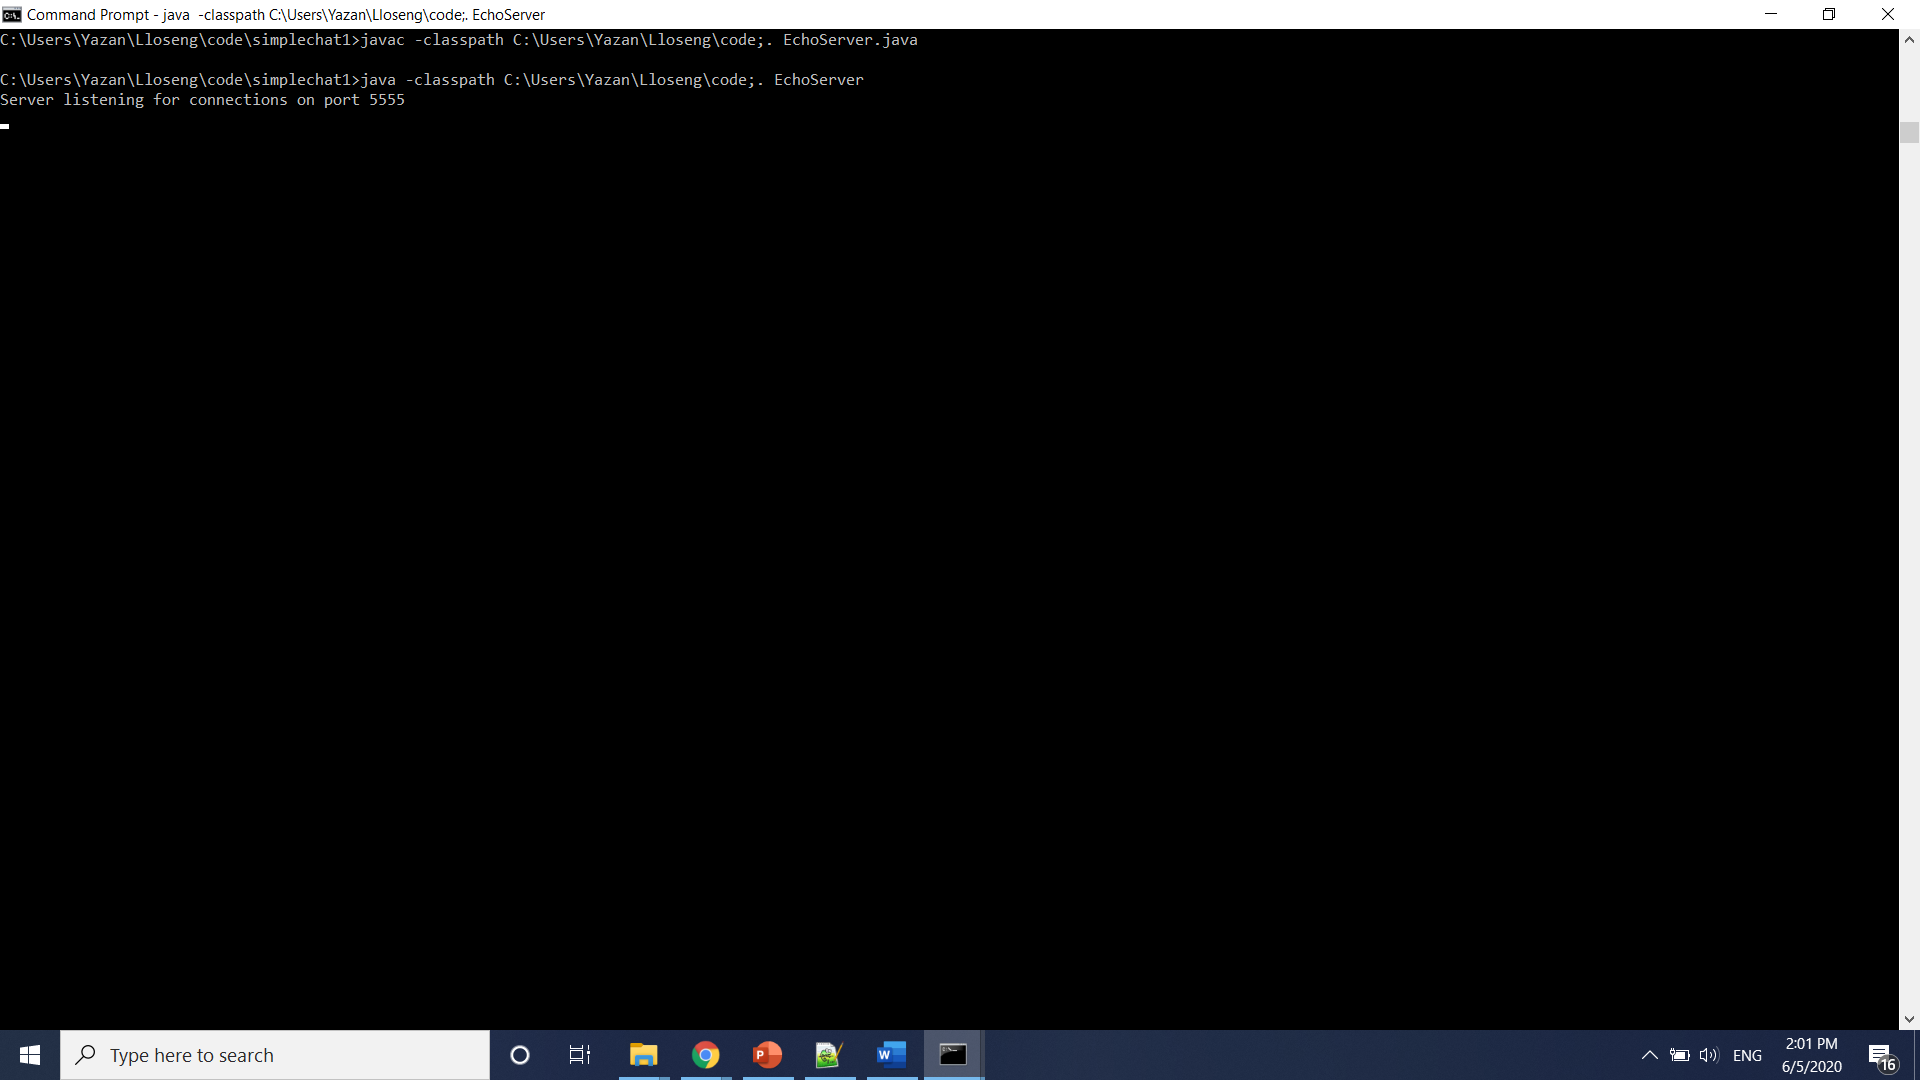 Command Prompt - java  -classpath C:\Users\Yazan\Lloseng\code;. EchoServer
C:\Users\Yazan\Lloseng\code\simplechat1>javac -classpath C:\Users\Yazan\Lloseng\code;. EchoServer.java
C:\Users\Yazan\Lloseng\code\simplechat1>java -classpath C:\Users\Yazan\Lloseng\code;. EchoServer
Server listening for connections on port 5555
Type here to search
ENG
2:01 PM
6/5/2020
16